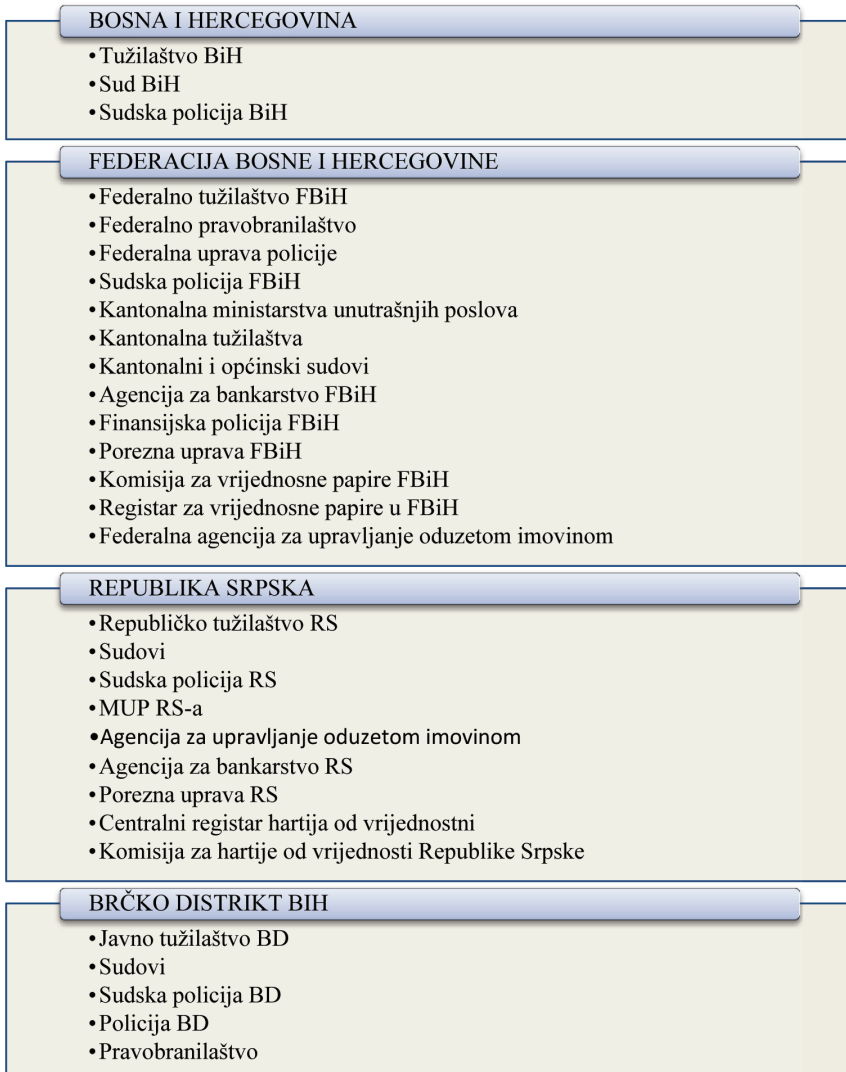 BOSNA I HERCEGOVINA
•Tužilaštvo BiH
•Sud BiH
•Sudska policija BiH
FEDERACIJA BOSNE I HERCEGOVINE
•Federalno tužilaštvo FBiH
•Federalno pravobranilaštvo
•Federalna uprava policije
•Sudska policija FBiH
•Kantonalna ministarstva unutrašnjih poslova
•Kantonalna tužilaštva
•Kantonalni i općinski sudovi
•Agencija za bankarstvo FBiH
•Finansijska policija FBiH
•Porezna uprava FBiH
•Komisija za vrijednosne papire FBiH
•Registar za vrijednosne papire u FBiH
•Federalna agencija za upravljanje oduzetom imovinom
REPUBLIKA SRPSKA
•Republičko tužilaštvo RS
•Sudovi
•Sudska policija RS
•MUP RS-a
•Agencija za upravljanje oduzetom imovinom
•Agencija za bankarstvo RS
•Porezna uprava RS
•Centralni registar hartija od vrijednostni
•Komisija za hartije od vrijednosti Republike Srpske
BRČKO DISTRIKT BIH
•Javno tužilaštvo BD
•Sudovi
•Sudska policija BD
•Policija BD
•Pravobranilaštvo